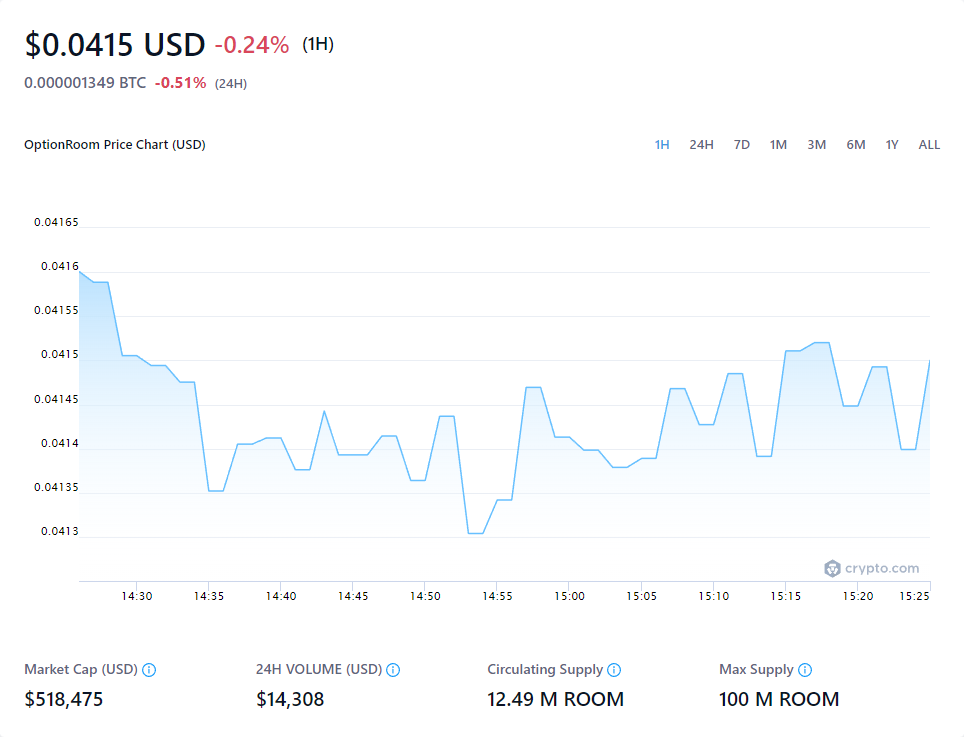 $0.0415 USD -0.24% (1H)
0.000001349 BTC -0.51% (24H)
OptionRoom Price Chart (USD)
1H 24H 7D 1M 3M 6M 1Y ALL
0.04165
0.0416
0.04155
0.0415
0.04145
0.0414
0.04135
0.0413
crypto.com
14:30 14:35 14:40 14:45 14:50 14:55 15:00 15:05 15:10 15:15 15:20 15:25
Market Cap (USD) 24H VOLUME (USD) Circulating Supply Max Supply
$518,475 $14,308 12.49 M ROOM 100 M ROOM